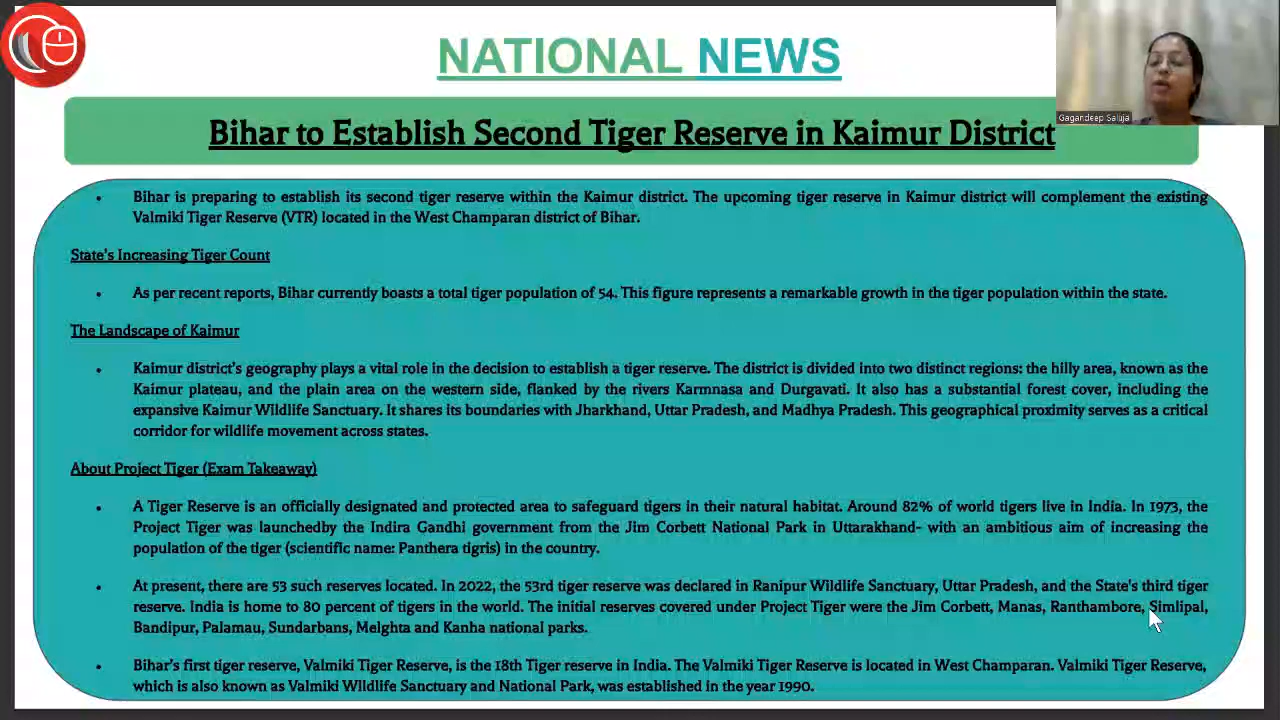 NATIONAL NEWS
Gagandeep Saluja
Bihar to Establish Second Tiger Reserve in Kaimur District
• Bihar is preparing to establish its second tiger reserve within the Kaimur district. The upcoming tiger reserve in Kaimur district will complement the existing
Valmiki Tiger Reserve (VTR) located in the West Champaran district of Bihar.
State's Increasing Tiger Count
• As per recent reports, Bihar currently boasts a total tiger population of 54. This figure represents a remarkable growth in the tiger population within the state.
The Landscape of Kaimur
• Kaimur district's geography plays a vital role in the decision to establish a tiger reserve. The district is divided into two distinct regions: the hilly area, known as the
Kaimur plateau, and the plain area on the western side, flanked by the rivers Karmnasa and Durgavati. It also has a substantial forest cover, including the
expansive Kaimur Wildlife Sanctuary. It shares its boundaries with Jharkhand, Uttar Pradesh, and Madhya Pradesh. This geographical proximity serves as a critical
corridor for wildlife movement across states.
About Project Tiger (Exam Takeaway)
• A Tiger Reserve is an officially designated and protected area to safeguard tigers in their natural habitat. Around 82% of world tigers live in India. In 1973, the
Project Tiger was launchedby the Indira Gandhi government from the Jim Corbett National Park in Uttarakhand- with an ambitious aim of increasing the
population of the tiger (scientific name: Panthera tigris) in the country.
• At present, there are 53 such reserves located. In 2022, the 53rd tiger reserve was declared in Ranipur Wildlife Sanctuary, Uttar Pradesh, and the State's third tiger
reserve. India is home to 80 percent of tigers in the world. The initial reserves covered under Project Tiger were the Jim Corbett, Manas, Ranthambore, Simlipal,
Bandipur, Palamau, Sundarbans, Melghta and Kanha national parks.
• Bihar's first tiger reserve, Valmiki Tiger Reserve, is the 18th Tiger reserve in India. The Valmiki Tiger Reserve is located in West Champaran. Valmiki Tiger Reserve,
which is also known as Valmiki Wildlife Sanctuary and National Park, was established in the year 1990.